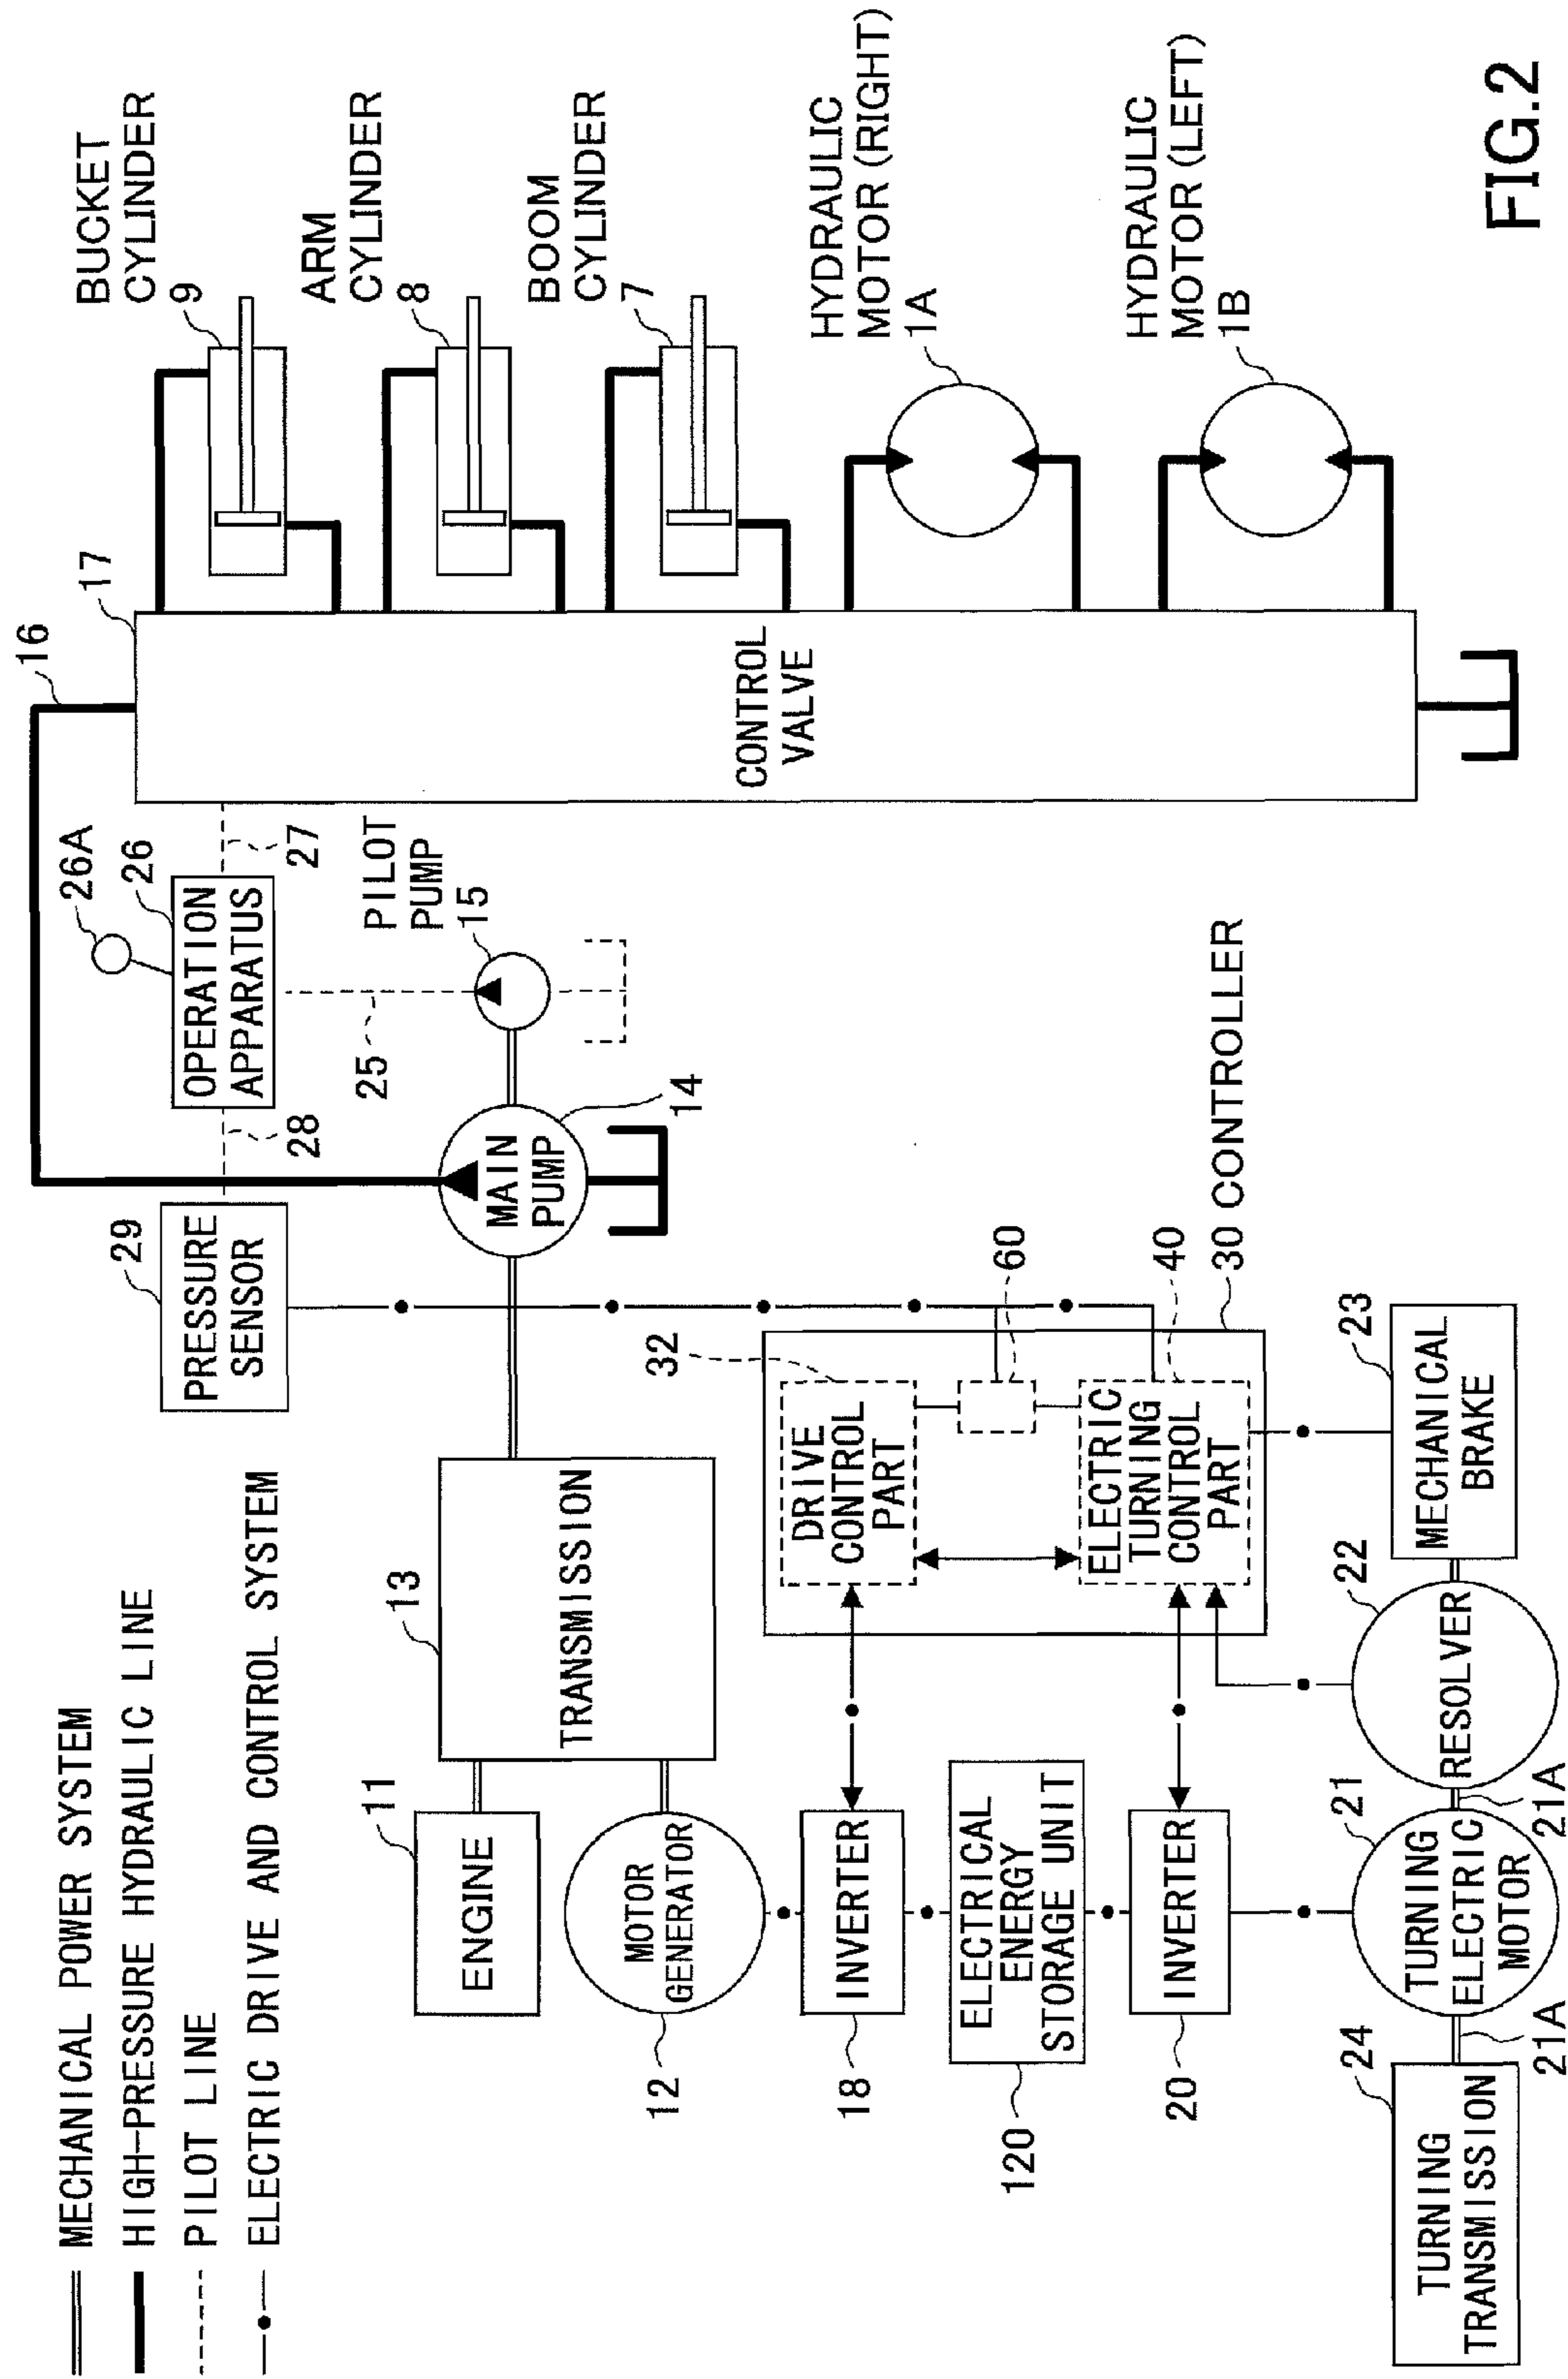 MECHANICAL POWER SYSTEM
HIGH-PRESSURE HYDRAULIC LINE
PILOT LINE
ELECTRIC DRIVE AND CONTROL SYSTEM
16
17
BUCKET
CYLINDER
9
ARM
CYLINDER
8
BOOM
CYLINDER
7
HYDRAULIC
MOTOR (RIGHT)
1A
HYDRAULIC
MOTOR (LEFT)
1B
CONTROL
VALVE
26A
26
OPERATION
APPARATUS
27
28
29
PRESSURE
SENSOR
25
PILOT
PUMP
15
MAIN
PUMP
14
13
TRANSMISSION
11
ENGINE
MOTOR
GENERATOR
12
INVERTER
18
ELECTRICAL
ENERGY
STORAGE UNIT
120
INVERTER
20
32
DRIVE
CONTROL
PART
60
40
ELECTRIC
TURNING
CONTROL
PART
30 CONTROLLER
23
MECHANICAL
BRAKE
22
RESOLVER
21A
21
TURNING
ELECTRIC
MOTOR
21A
24
TURNING
TRANSMISSION
FIG.2